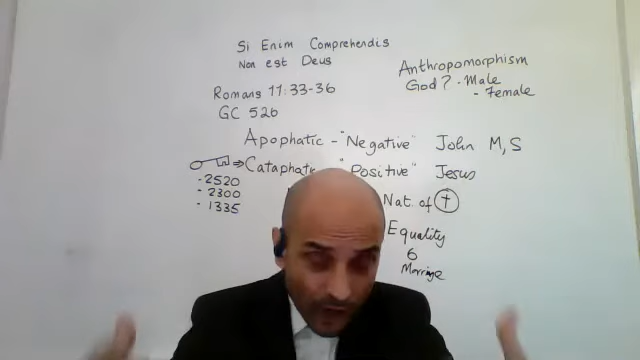 Si Enim Comprehendis
Non est Deus
Romans 11:33-36
GC 526
Anthropomorphism
God? - Male
- Female
Apophatic - "Negative" John M, S
⇒ Cataphatic "Positive" Jesus
- 2520
- 2300
- 1335
Nat. of
Equality
6
Marriage